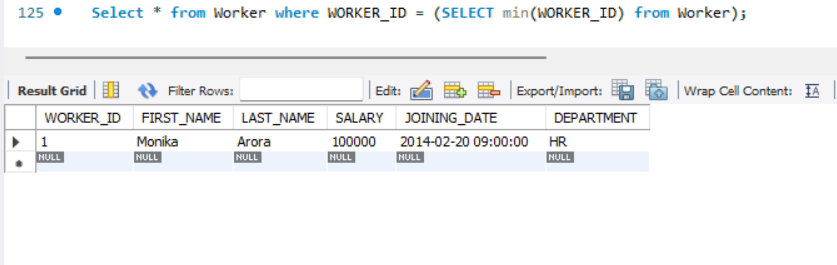 125 Select * from Worker where WORKER_ID = (SELECT min(WORKER_ID) from Worker);
Result Grid Filter Rows: Edit: Export/Import: Wrap Cell Content: IA
WORKER_ID FIRST_NAME LAST_NAME SALARY JOINING_DATE DEPARTMENT
1 Monika Arora 100000 2014-02-20 09:00:00 HR
NULL NULL NULL NULL NULL NULL